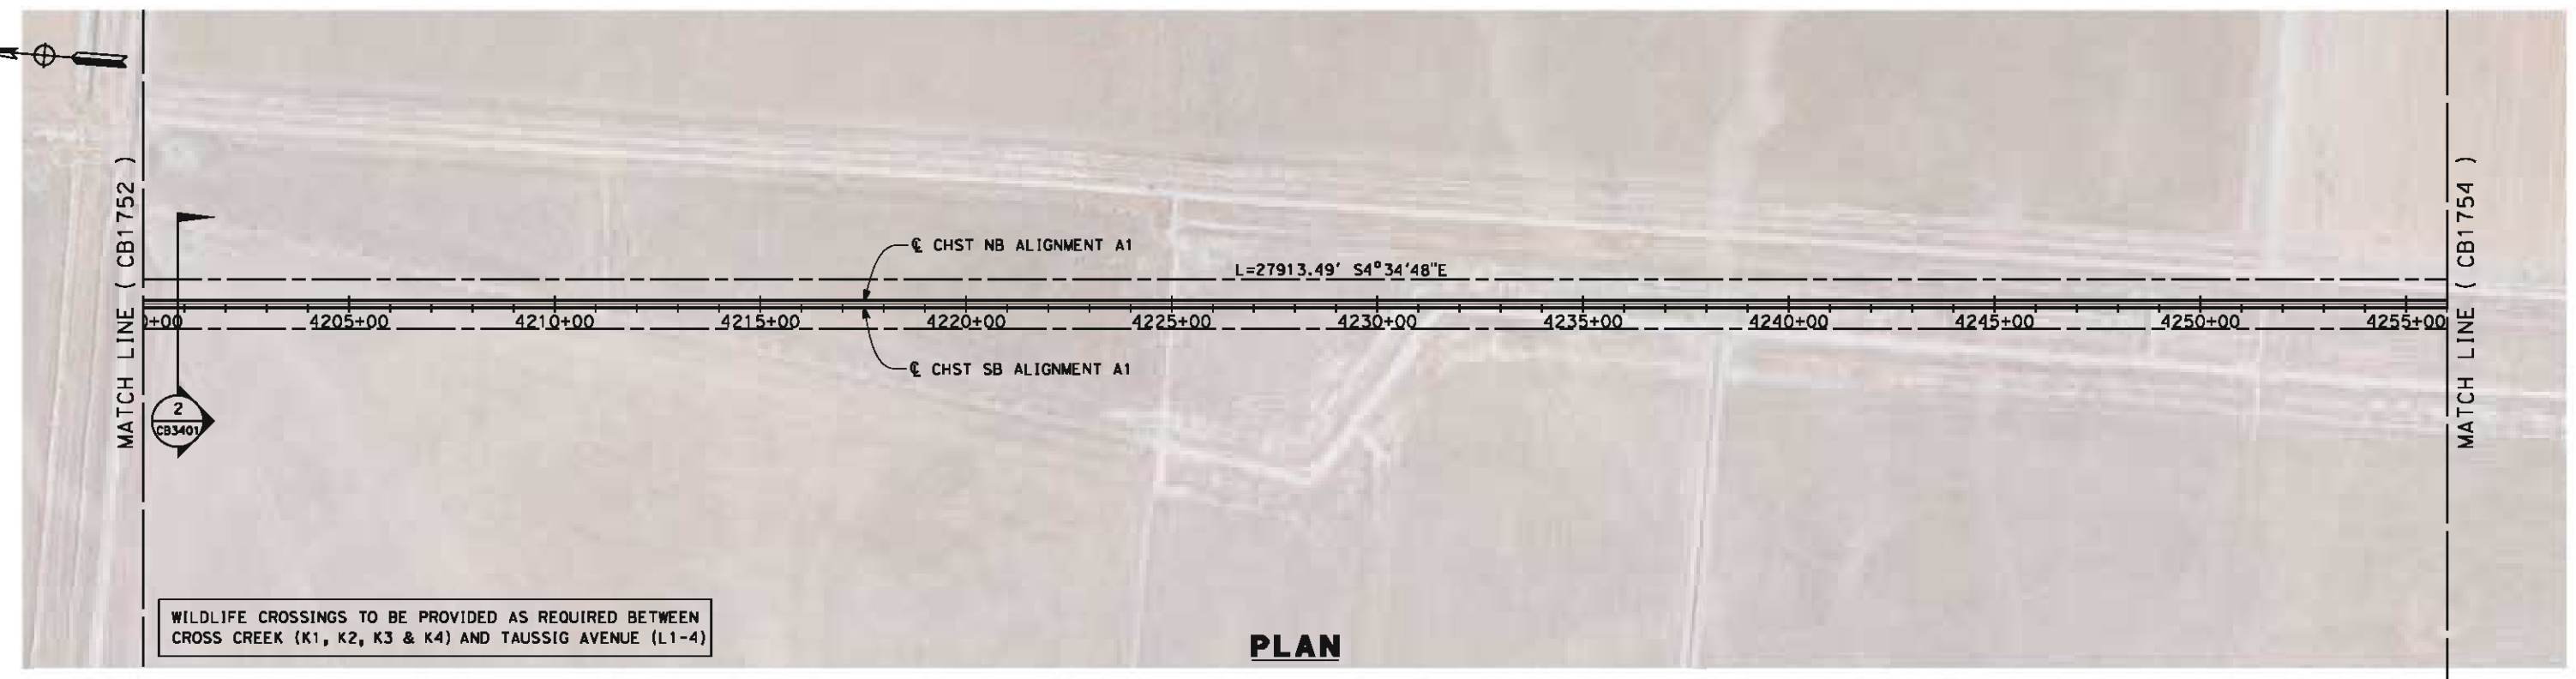 MATCH LINE ( CB1752 )
℄ CHST NB ALIGNMENT A1
L=27913.49' S4°34'48"E
0+00 4205+00 4210+00 4215+00 4220+00 4225+00 4230+00 4235+00 4240+00 4245+00 4250+00 4255+00
℄ CHST SB ALIGNMENT A1
2
CB3401
MATCH LINE ( CB1754 )
WILDLIFE CROSSINGS TO BE PROVIDED AS REQUIRED BETWEEN
CROSS CREEK (K1, K2, K3 & K4) AND TAUSSIG AVENUE (L1-4)
PLAN